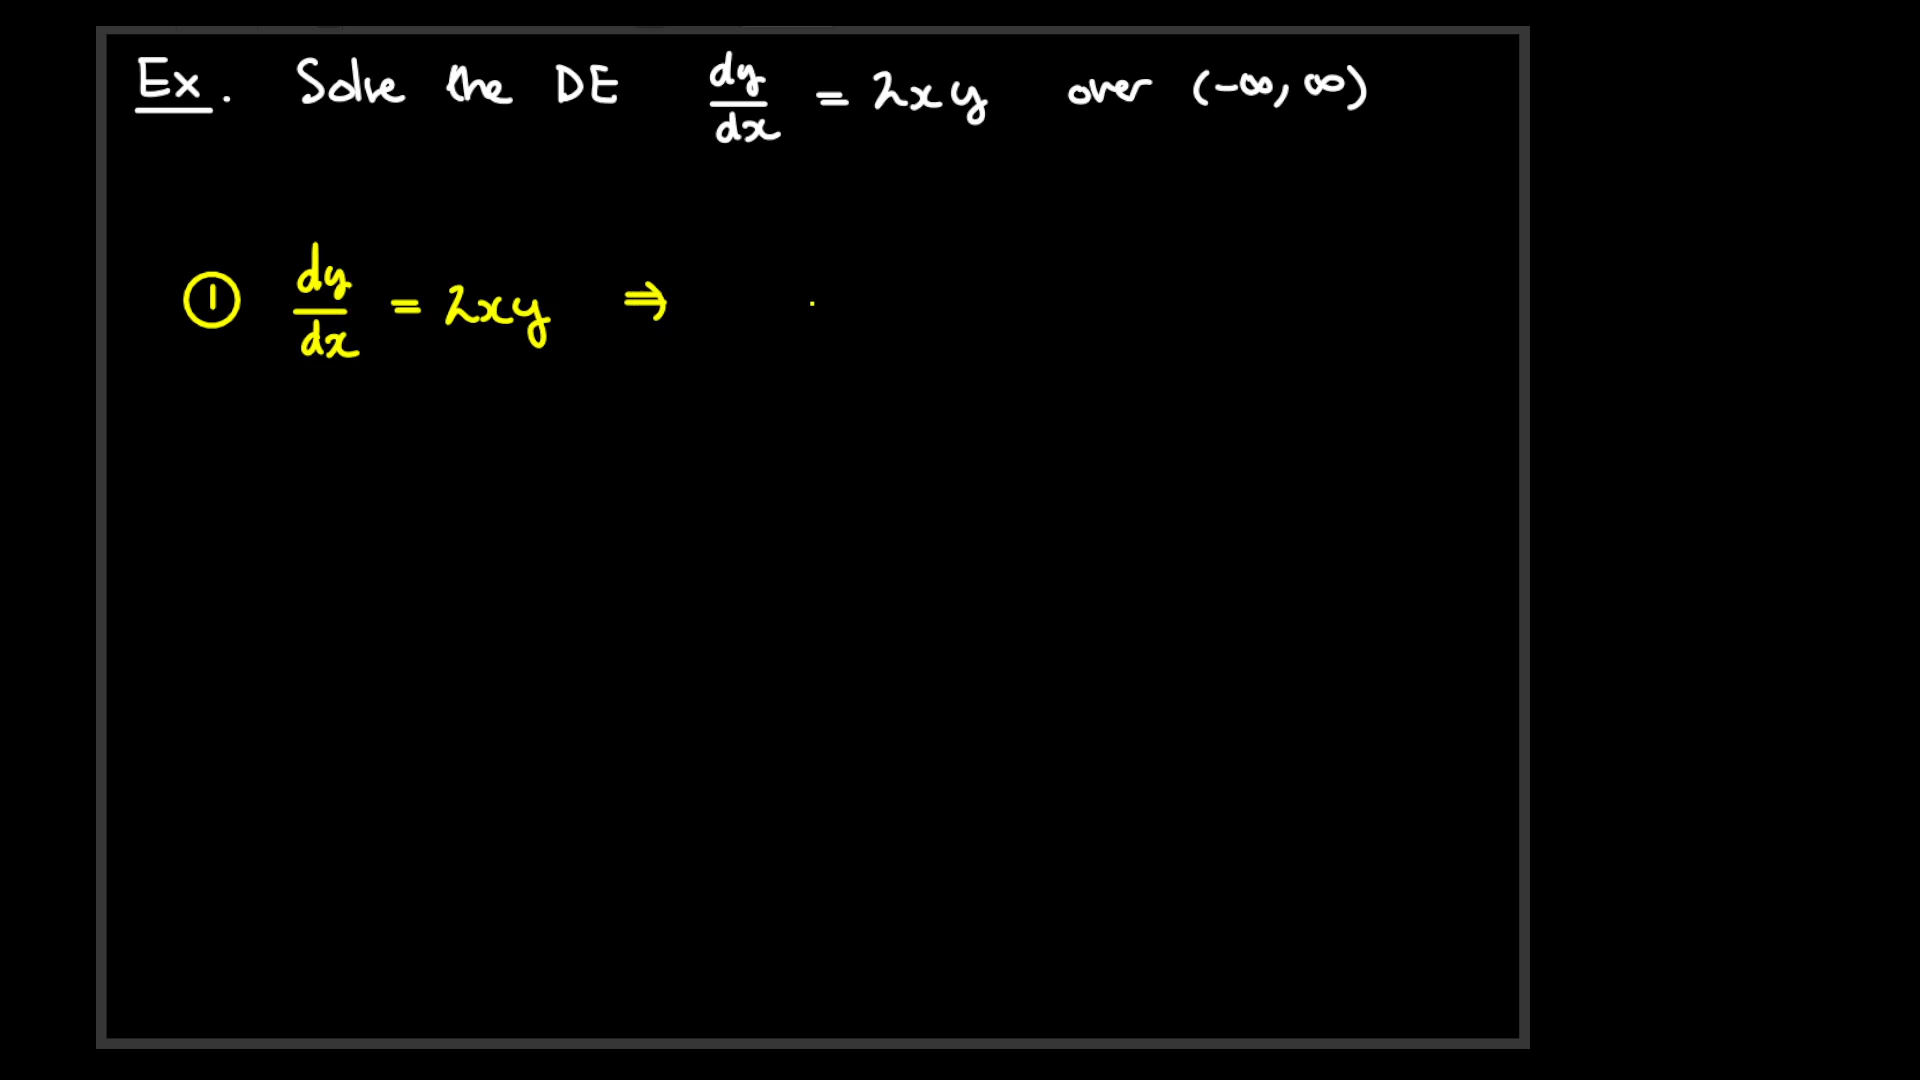 Ex. Solve the DE dy/dx = 2xy over (-∞, ∞)
① dy/dx = 2xy ⇒